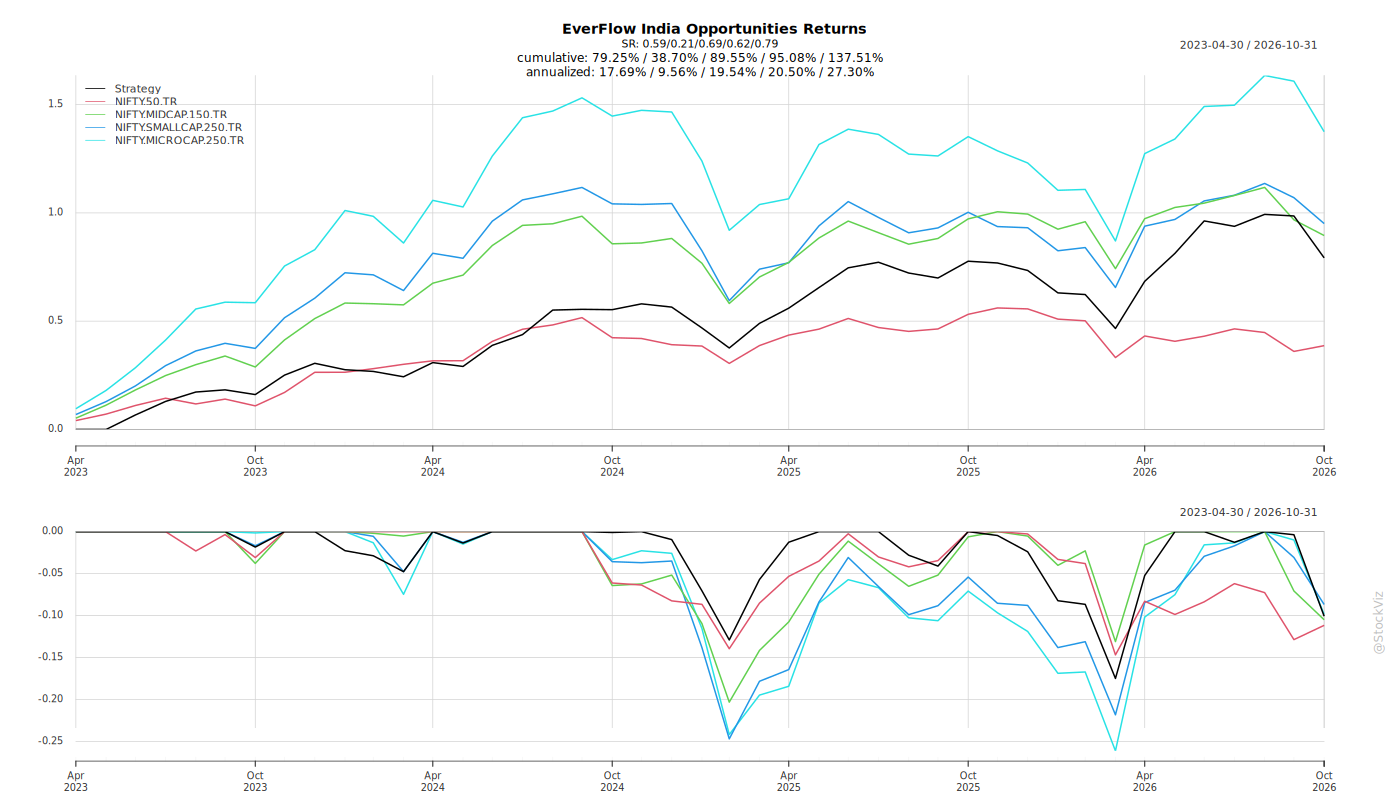 EverFlow India Opportunities Returns
SR: 0.59/0.21/0.69/0.62/0.79
cumulative: 79.25% / 38.70% / 89.55% / 95.08% / 137.51%
annualized: 17.69% / 9.56% / 19.54% / 20.50% / 27.30%
2023-04-30 / 2026-10-31
Strategy
NIFTY.50.TR
NIFTY.MIDCAP.150.TR
NIFTY.SMALLCAP.250.TR
NIFTY.MICROCAP.250.TR
1.5
1.0
0.5
0.0
Apr Oct Apr Oct Apr Oct Apr Oct
2023 2023 2024 2024 2025 2025 2026 2026
2023-04-30 / 2026-10-31
0.00
-0.05
-0.10
-0.15
-0.20
-0.25
Apr Oct Apr Oct Apr Oct Apr Oct
2023 2023 2024 2024 2025 2025 2026 2026
@StockViz